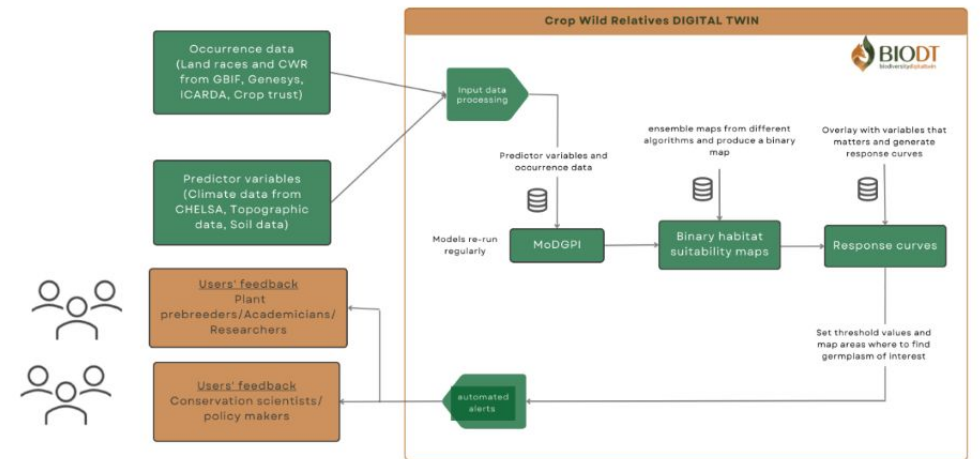 Crop Wild Relatives DIGITAL TWIN
BIODT
biodiversitydigitaltwin
Occurrence data
(Land races and CWR
from GBIF, Genesys,
ICARDA, Crop trust)
Input data
processing
Predictor variables
(Climate data from
CHELSA, Topographic
data, Soil data)
Predictor variables and
occurrence data
ensemble maps from different
algorithms and produce a binary
map
Overlay with variables that
matters and generate
response curves
Models re-run
regularly
MoDGPI
Binary habitat
suitability maps
Response curves
Users' feedback
Plant
prebreeders/Academicians/
Researchers
Set threshold values and
map areas where to find
germplasm of interest
Users' feedback
Conservation scientists/
policy makers
automated
alerts